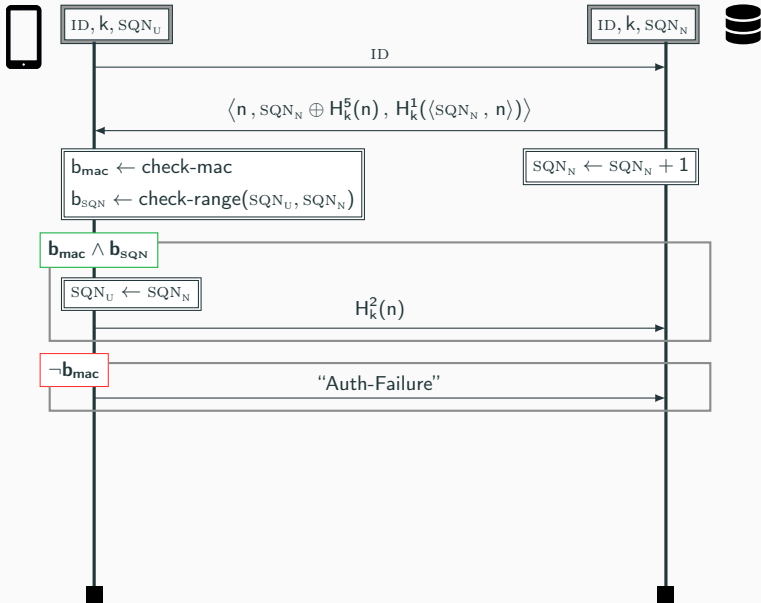 ID, k, SQN_U
ID, k, SQN_N
ID
⟨n , SQN_N ⊕ H^5_k(n) , H^1_k(⟨SQN_N , n⟩)⟩
b_mac ← check-mac
b_SQN ← check-range(SQN_U, SQN_N)
SQN_N ← SQN_N + 1
b_mac ∧ b_SQN
SQN_U ← SQN_N
H^2_k(n)
¬b_mac
“Auth-Failure”